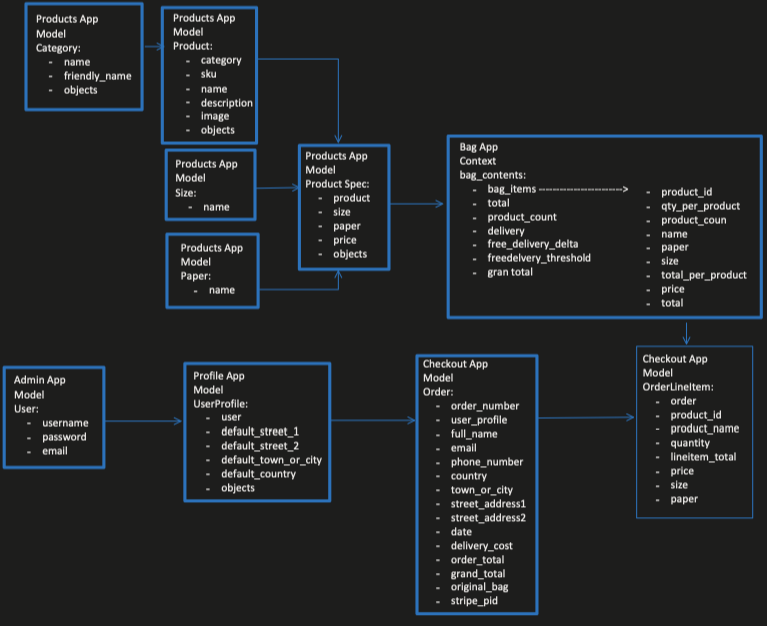 Products App
Model
Category:
- name
- friendly_name
- objects
Products App
Model
Product:
- category
- sku
- name
- description
- image
- objects
Products App
Model
Size:
- name
Products App
Model
Paper:
- name
Products App
Model
Product Spec:
- product
- size
- paper
- price
- objects
Bag App
Context
bag_contents:
- bag_items ------------------------>
- total
- product_count
- delivery
- free_delivery_delta
- freedelvery_threshold
- gran total
- product_id
- qty_per_product
- product_coun
- name
- paper
- size
- total_per_product
- price
- total
Admin App
Model
User:
- username
- password
- email
Profile App
Model
UserProfile:
- user
- default_street_1
- default_street_2
- default_town_or_city
- default_country
- objects
Checkout App
Model
Order:
- order_number
- user_profile
- full_name
- email
- phone_number
- country
- town_or_city
- street_address1
- street_address2
- date
- delivery_cost
- order_total
- grand_total
- original_bag
- stripe_pid
Checkout App
Model
OrderLineItem:
- order
- product_id
- product_name
- quantity
- lineitem_total
- price
- size
- paper